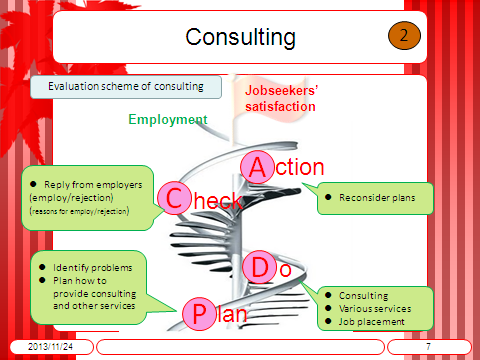 Consulting
2
Evaluation scheme of consulting
Jobseekers'
satisfaction
Employment
Action
Check
● Reply from employers
(employ/rejection)
(reasons for employ/rejection)
● Reconsider plans
Do
● Identify problems
● Plan how to
provide consulting
and other services
● Consulting
● Various services
● Job placement
Plan
2013/11/24
7